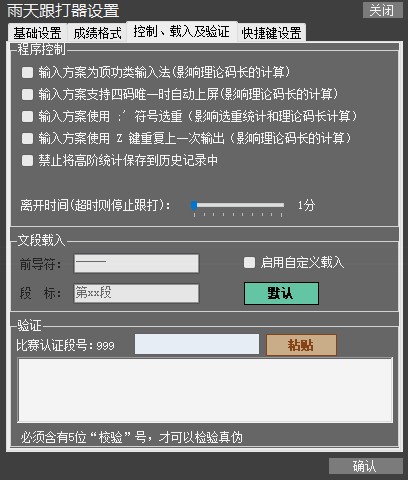 雨天跟打器设置
关闭
基础设置 成绩格式 控制、载入及验证 快捷键设置
程序控制
输入方案为顶功类输入法(影响理论码长的计算)
输入方案支持四码唯一时自动上屏(影响理论码长的计算)
输入方案使用 ;' 符号选重（影响选重统计和理论码长计算）
输入方案使用 Z 键重复上一次输出（影响理论码长的计算）
禁止将高阶统计保存到历史记录中
离开时间(超时则停止跟打)： 1分
文段载入
前导符： ——— 启用自定义载入
段 标： 第xx段 默认
验证
比赛认证段号：999 粘贴
必须含有5位“校验”号，才可以检验真伪
确认